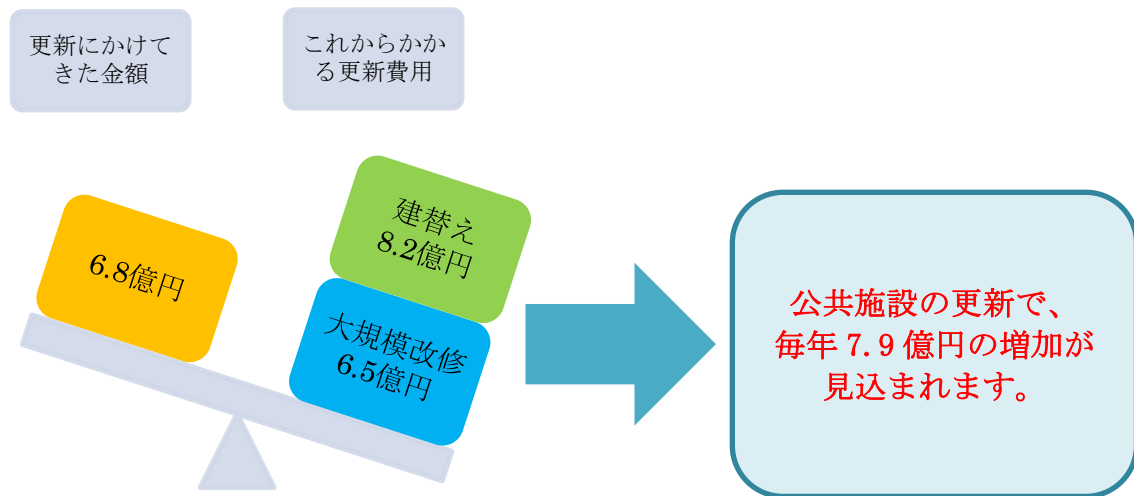 更新にかけて
きた金額
これからかか
る更新費用
6.8億円
建替え
8.2億円
大規模改修
6.5億円
公共施設の更新で、
毎年 7.9 億円の増加が
見込まれます。